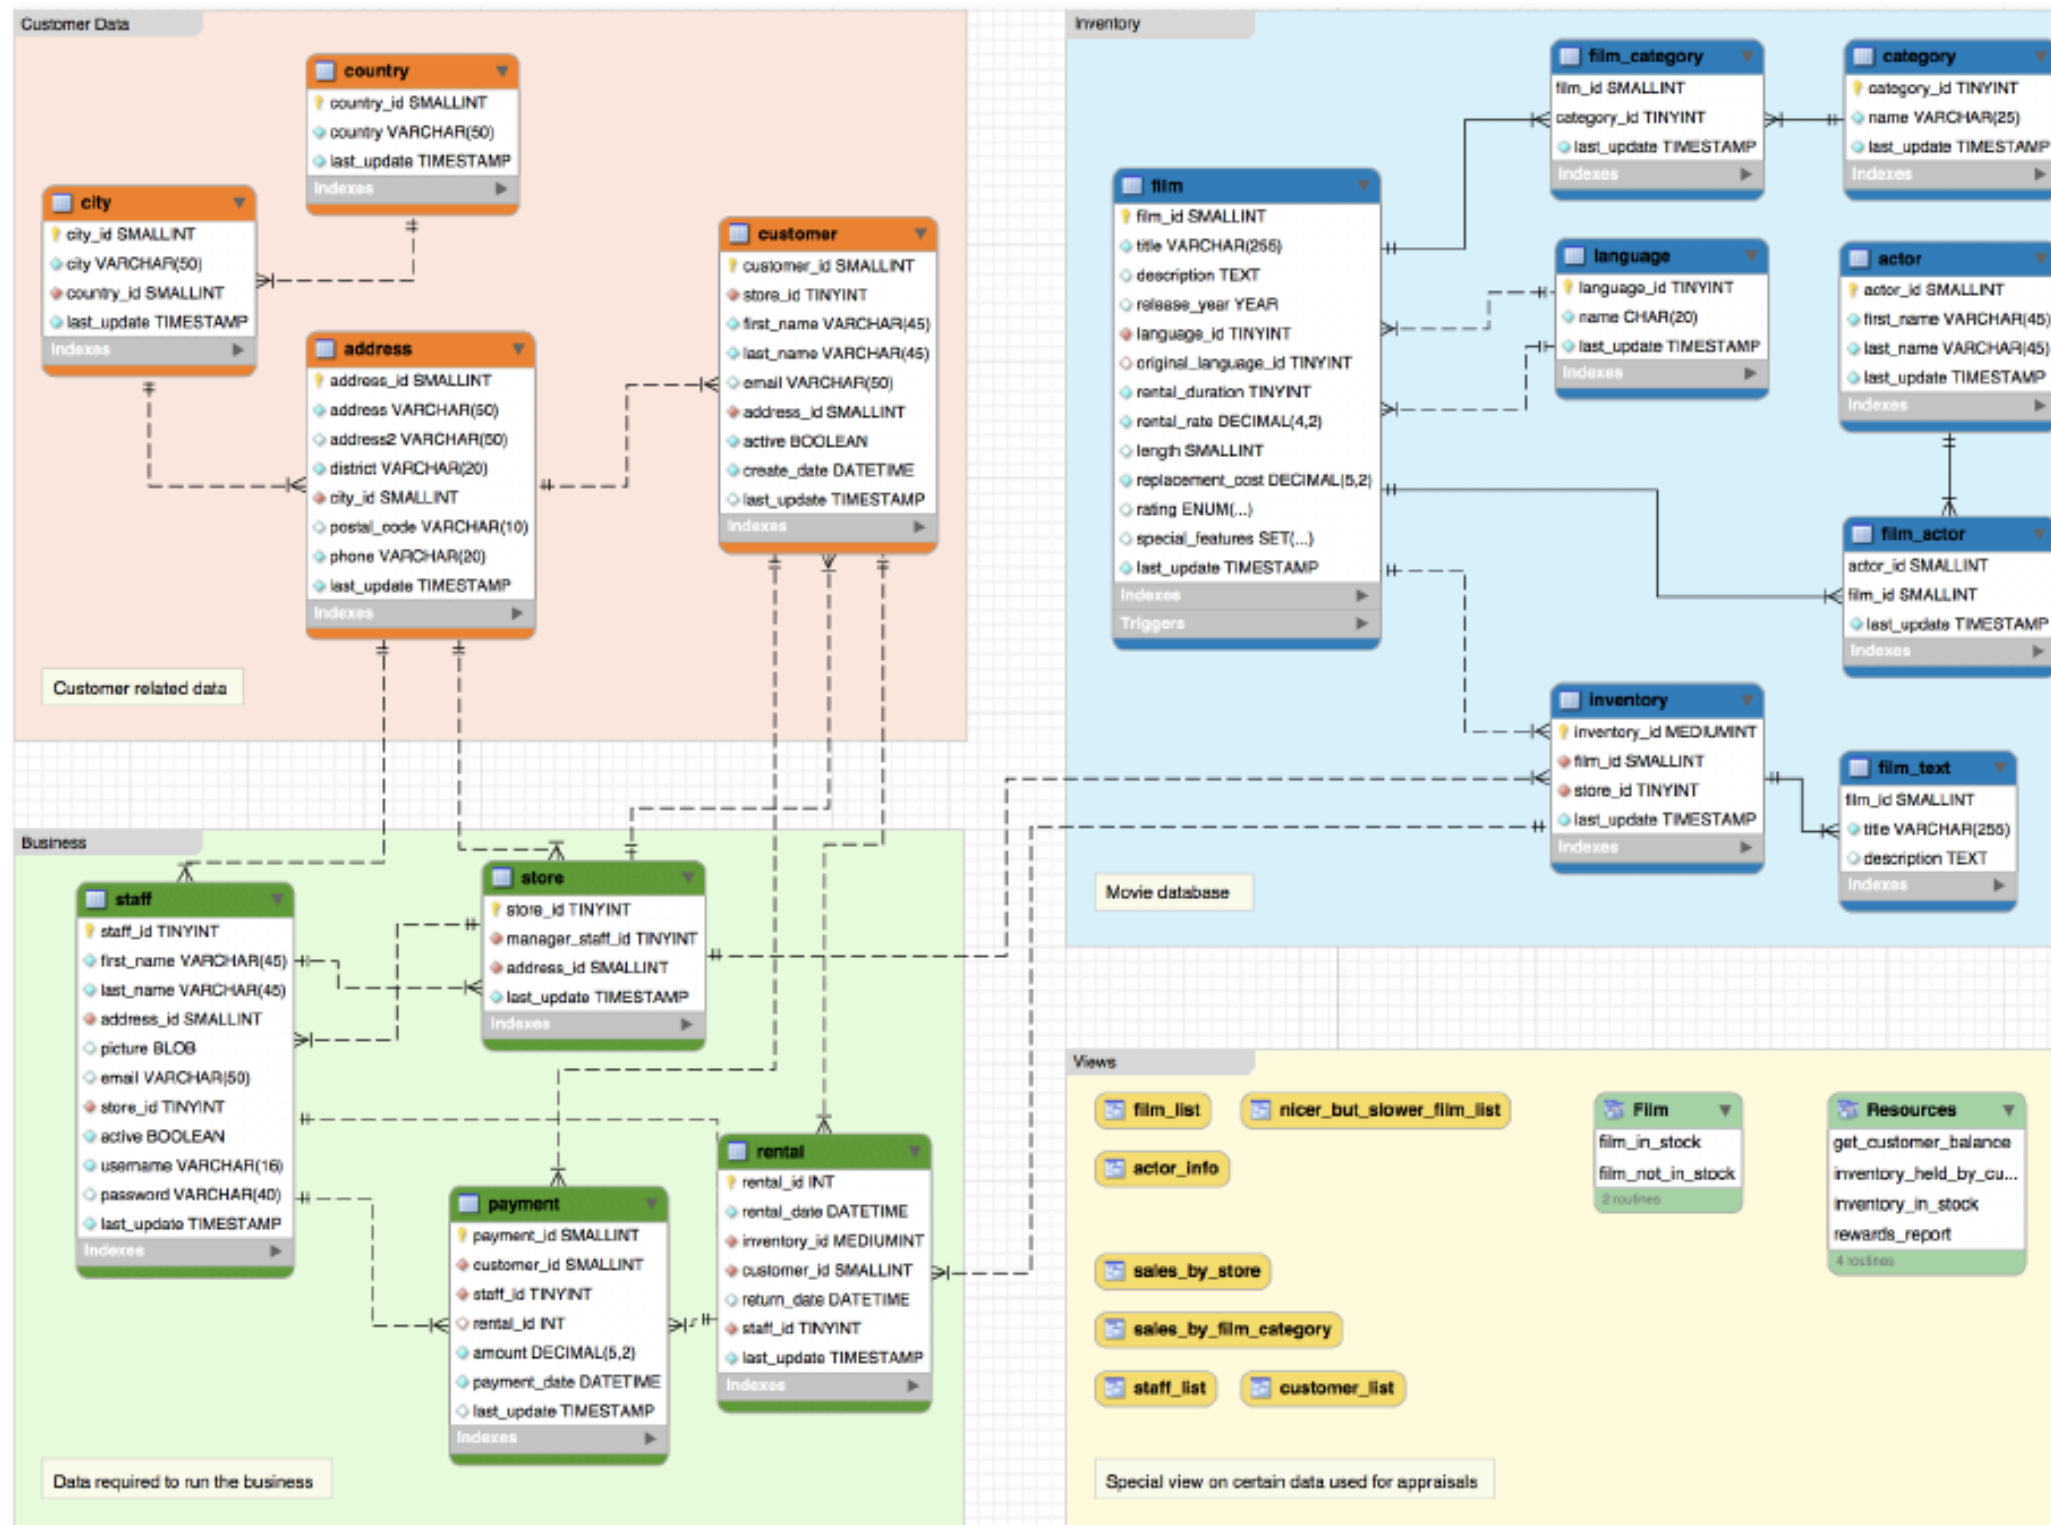 Customer Data
country
country_id SMALLINT
country VARCHAR(50)
last_update TIMESTAMP
Indexes
city
city_id SMALLINT
city VARCHAR(50)
country_id SMALLINT
last_update TIMESTAMP
Indexes
address
address_id SMALLINT
address VARCHAR(50)
address2 VARCHAR(50)
district VARCHAR(20)
city_id SMALLINT
postal_code VARCHAR(10)
phone VARCHAR(20)
last_update TIMESTAMP
Indexes
customer
customer_id SMALLINT
store_id TINYINT
first_name VARCHAR(45)
last_name VARCHAR(45)
email VARCHAR(50)
address_id SMALLINT
active BOOLEAN
create_date DATETIME
last_update TIMESTAMP
Indexes
Customer related data
Inventory
film_category
film_id SMALLINT
category_id TINYINT
last_update TIMESTAMP
Indexes
category
category_id TINYINT
name VARCHAR(25)
last_update TIMESTAMP
Indexes
film
film_id SMALLINT
title VARCHAR(255)
description TEXT
release_year YEAR
language_id TINYINT
original_language_id TINYINT
rental_duration TINYINT
rental_rate DECIMAL(4,2)
length SMALLINT
replacement_cost DECIMAL(5,2)
rating ENUM(...)
special_features SET(...)
last_update TIMESTAMP
Indexes
Triggers
language
language_id TINYINT
name CHAR(20)
last_update TIMESTAMP
Indexes
actor
actor_id SMALLINT
first_name VARCHAR(45)
last_name VARCHAR(45)
last_update TIMESTAMP
Indexes
film_actor
actor_id SMALLINT
film_id SMALLINT
last_update TIMESTAMP
Indexes
inventory
inventory_id MEDIUMINT
film_id SMALLINT
store_id TINYINT
last_update TIMESTAMP
Indexes
film_text
film_id SMALLINT
title VARCHAR(255)
description TEXT
Indexes
Movie database
Business
staff
staff_id TINYINT
first_name VARCHAR(45)
last_name VARCHAR(45)
address_id SMALLINT
picture BLOB
email VARCHAR(50)
store_id TINYINT
active BOOLEAN
username VARCHAR(16)
password VARCHAR(40)
last_update TIMESTAMP
Indexes
store
store_id TINYINT
manager_staff_id TINYINT
address_id SMALLINT
last_update TIMESTAMP
Indexes
payment
payment_id SMALLINT
customer_id SMALLINT
staff_id TINYINT
rental_id INT
amount DECIMAL(5,2)
payment_date DATETIME
last_update TIMESTAMP
Indexes
rental
rental_id INT
rental_date DATETIME
inventory_id MEDIUMINT
customer_id SMALLINT
return_date DATETIME
staff_id TINYINT
last_update TIMESTAMP
Indexes
Data required to run the business
Views
film_list
nicer_but_slower_film_list
actor_info
sales_by_store
sales_by_film_category
staff_list
customer_list
Film
film_in_stock
film_not_in_stock
2 routines
Resources
get_customer_balance
inventory_held_by_cu...
inventory_in_stock
rewards_report
4 routines
Special view on certain data used for appraisals